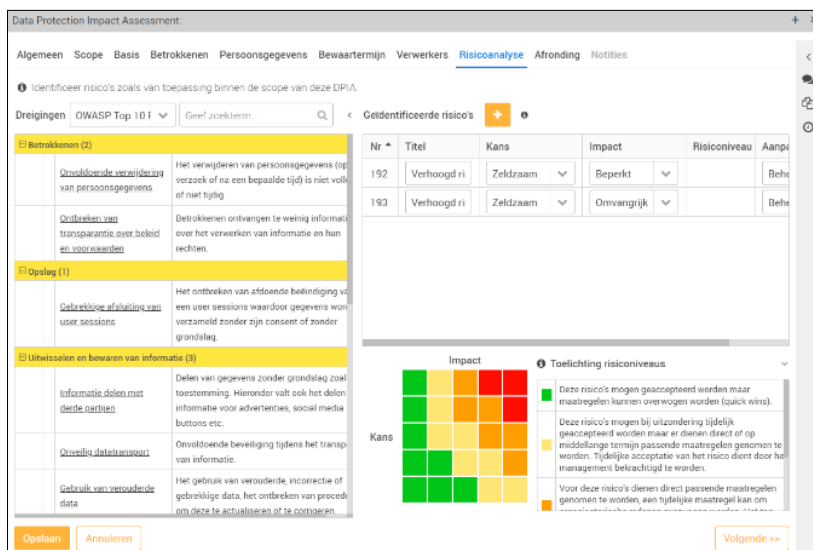 Data Protection Impact Assessment:
Algemeen Scope Basis Betrokkenen Persoonsgegevens Bewaartermijn Verwerkers Risicoanalyse Afronding Notities
Identificeer risico's zoals van toepassing binnen de scope van deze DPIA.
Dreigingen OWASP Top 10 Geef zoekterm...
Betrokkenen (2)
Onvoldoende verwijdering
van persoonsgegevens
Het verwijderen van persoonsgegevens (op
verzoek of na een bepaalde tijd) is niet
of niet tijdig.
Ontbreken van
transparantie over beleid
en voorwaarden
Betrokkenen ontvangen te weinig
over het verwerken van informatie en hun
rechten.
Opslag (1)
Gebrekkige afsluiting van
user sessions
Het ontbreken van afdoende beëindiging
een user sessions waardoor gegevens
verzameld zonder zijn consent of zonder
grondslag.
Uitwisselen en bewaren van informatie (3)
Informatie delen met
derde partijen
Delen van gegevens zonder grondslag
toestemming. Hieronder valt ook het delen
informatie voor advertenties, social media
buttons etc.
Onveilig datatransport
Onvoldoende beveiliging tijdens het
van informatie.
Gebruik van verouderde
data
Het gebruik van verouderde, incorrecte of
gebrekkige data, het ontbreken van
om deze te actualiseren of te corrigeren.
Geïdentificeerde risico's +
Nr Titel Kans Impact Risiconiveau Aanpa
192 Verhoogd ri Zeldzaam Beperkt Behe
193 Verhoogd ri Zeldzaam Omvangrijk Behe
Impact
Kans
Toelichting risiconiveaus
Deze risico's mogen geaccepteerd worden maar
maatregelen kunnen overwogen worden (quick wins).
Deze risico's mogen bij uitzondering tijdelijk
geaccepteerd worden maar er dienen direct of op
middellange termijn passende maatregelen genomen te
worden. Tijdelijke acceptatie van het risico dient door het
management bekrachtigd te worden.
Voor deze risico's dienen direct passende maatregelen
genomen te worden, een tijdelijke maatregel kan om
Opslaan Annuleren Volgende >>